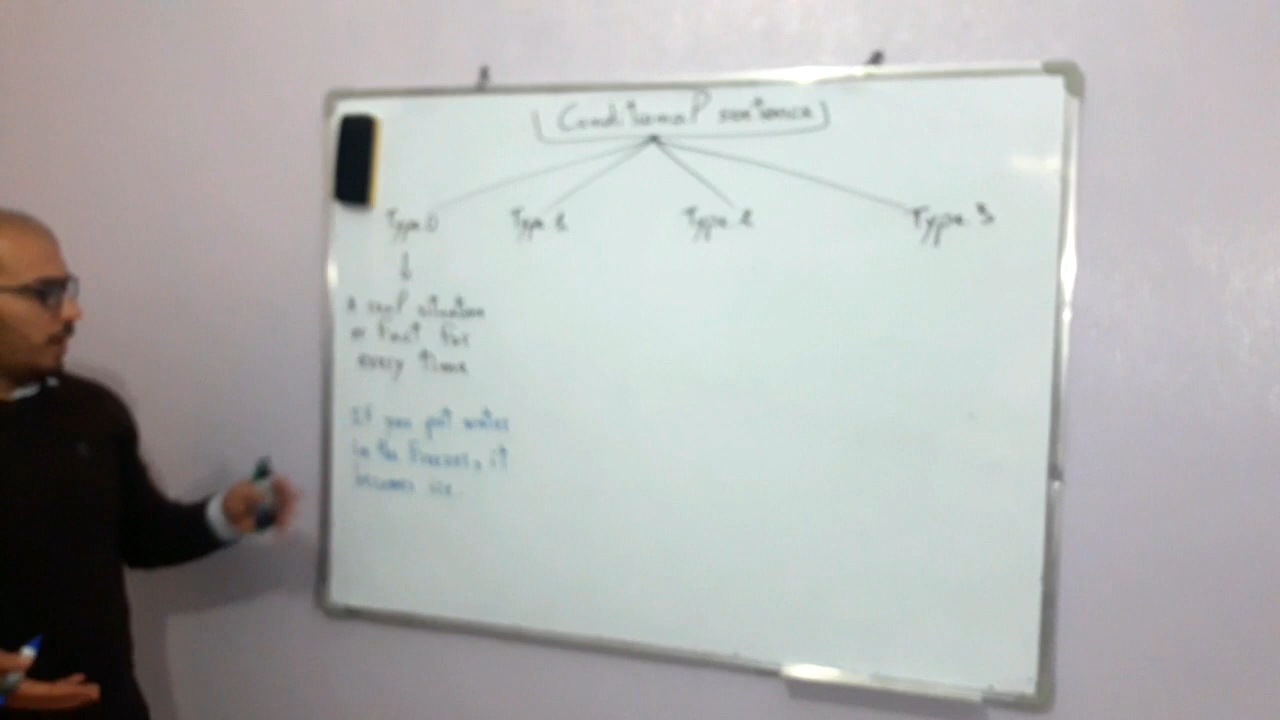 Conditional sentence
Type 0 Type 1 Type 2 Type 3
A real situation
or Fact For
every time
If you put water
in the Freezer, it
becomes ice.